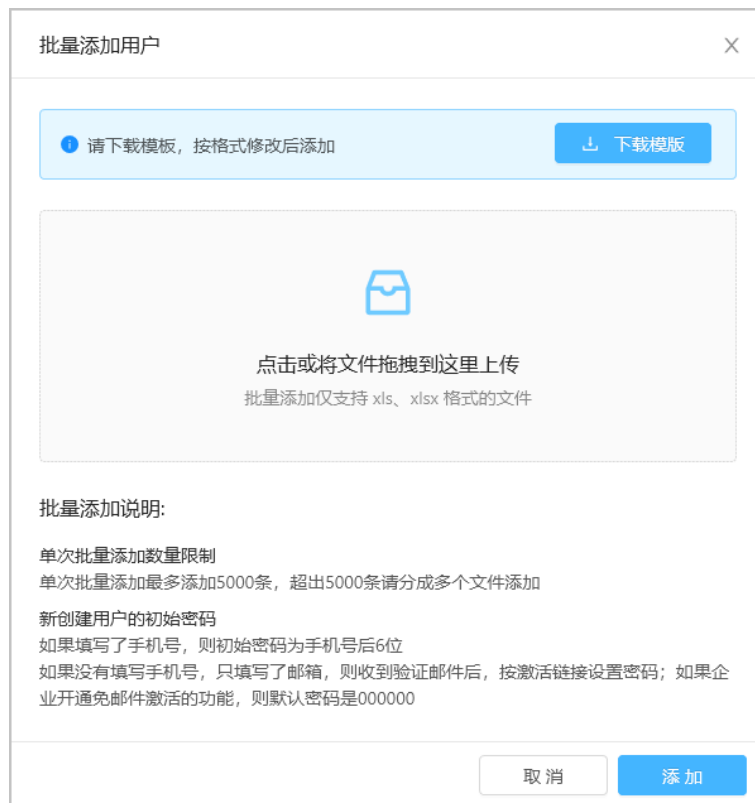 批量添加用户
请下载模板，按格式修改后添加
下载模版
点击或将文件拖拽到这里上传
批量添加仅支持 xls、xlsx 格式的文件
批量添加说明:
单次批量添加数量限制
单次批量添加最多添加5000条，超出5000条请分成多个文件添加
新创建用户的初始密码
如果填写了手机号，则初始密码为手机号后6位
如果没有填写手机号，只填写了邮箱，则收到验证邮件后，按激活链接设置密码；如果企
业开通免邮件激活的功能，则默认密码是000000
取 消
添 加